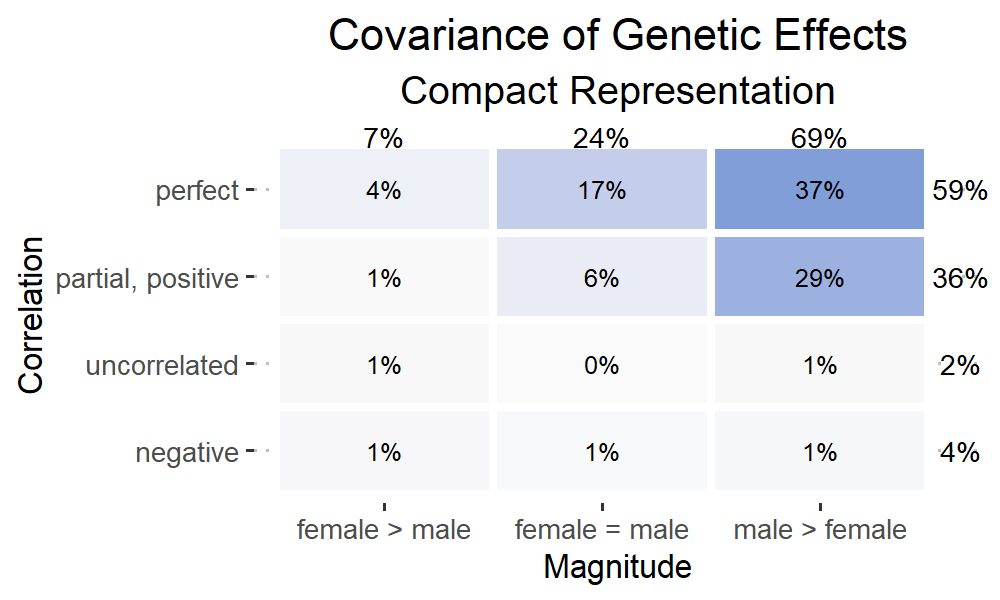 Covariance of Genetic Effects
Compact Representation
7% 24% 69%
perfect 4% 17% 37% 59%
partial, positive 1% 6% 29% 36%
uncorrelated 1% 0% 1% 2%
negative 1% 1% 1% 4%
female > male female = male male > female
Magnitude
Correlation